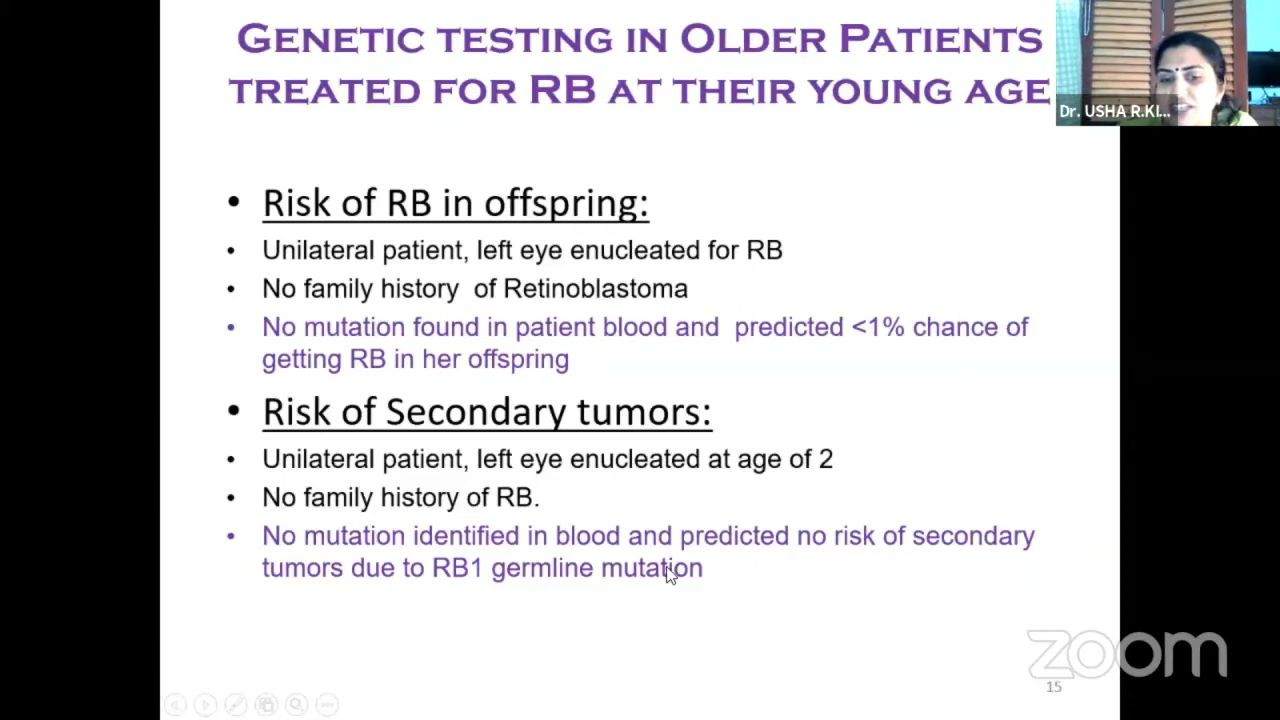 GENETIC TESTING IN OLDER PATIENTS
TREATED FOR RB AT THEIR YOUNG AGE
Dr. USHA R.KI...
• Risk of RB in offspring:
• Unilateral patient, left eye enucleated for RB
• No family history of Retinoblastoma
• No mutation found in patient blood and predicted <1% chance of
getting RB in her offspring
• Risk of Secondary tumors:
• Unilateral patient, left eye enucleated at age of 2
• No family history of RB.
• No mutation identified in blood and predicted no risk of secondary
tumors due to RB1 germline mutation
zoom
15